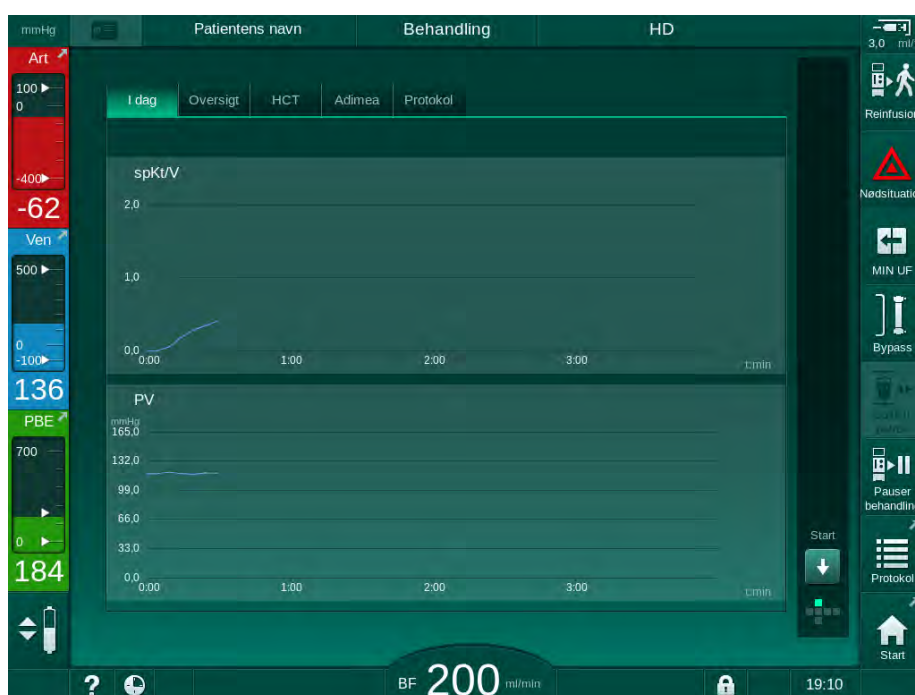 mmHg
Patientens navn
Behandling
HD
3,0 ml/
Art
100
0
-400
-62
Ven
500
0
-100
136
PBE
700
0
184
I dag
Oversigt
HCT
Adimea
Protokol
spKt/V
2,0
1,0
0,0
0:00
1:00
2:00
3:00
t:min
PV
mmHg
165,0
132,0
99,0
66,0
33,0
0,0
0:00
1:00
2:00
3:00
t:min
Start
Reinfusion
Nødsituatio
MIN UF
Bypass
Pauser
behandling
Protokol
Start
?
BF 200 ml/min
19:10